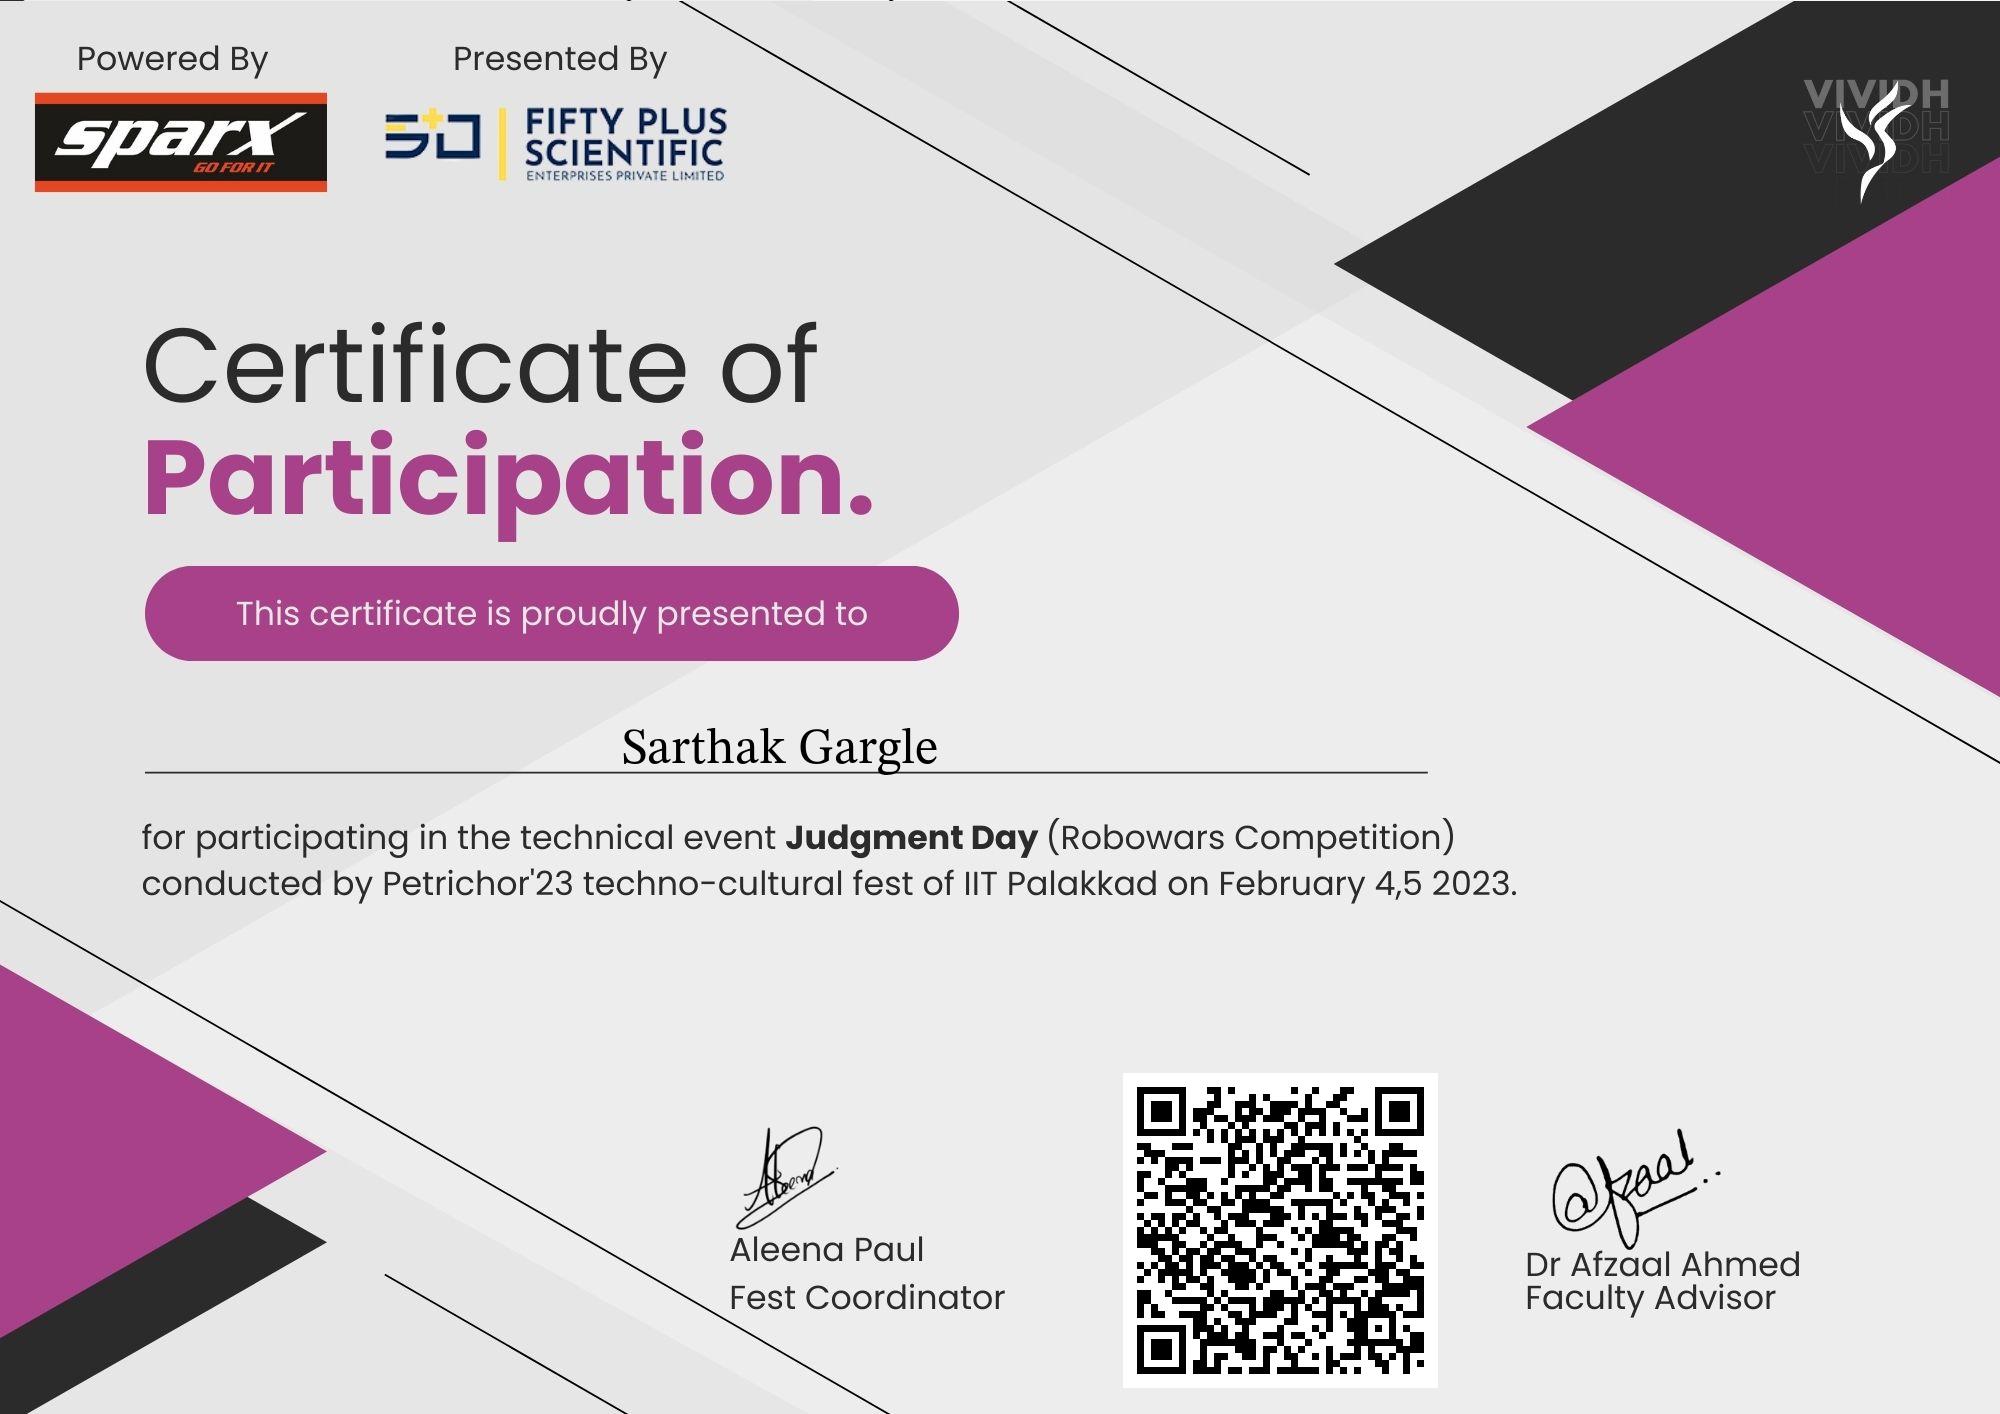 Powered By
Presented By
sparx
GO FOR IT
50
FIFTY PLUS
SCIENTIFIC
ENTERPRISES PRIVATE LIMITED
VIVIDH
VIVIDH
VIVIDH
Certificate of
Participation.
This certificate is proudly presented to
Sarthak Gargle
for participating in the technical event Judgment Day (Robowars Competition)
conducted by Petrichor'23 techno-cultural fest of IIT Palakkad on February 4,5 2023.
Aleena
Aleena Paul
Fest Coordinator
Afzaal
Dr Afzaal Ahmed
Faculty Advisor